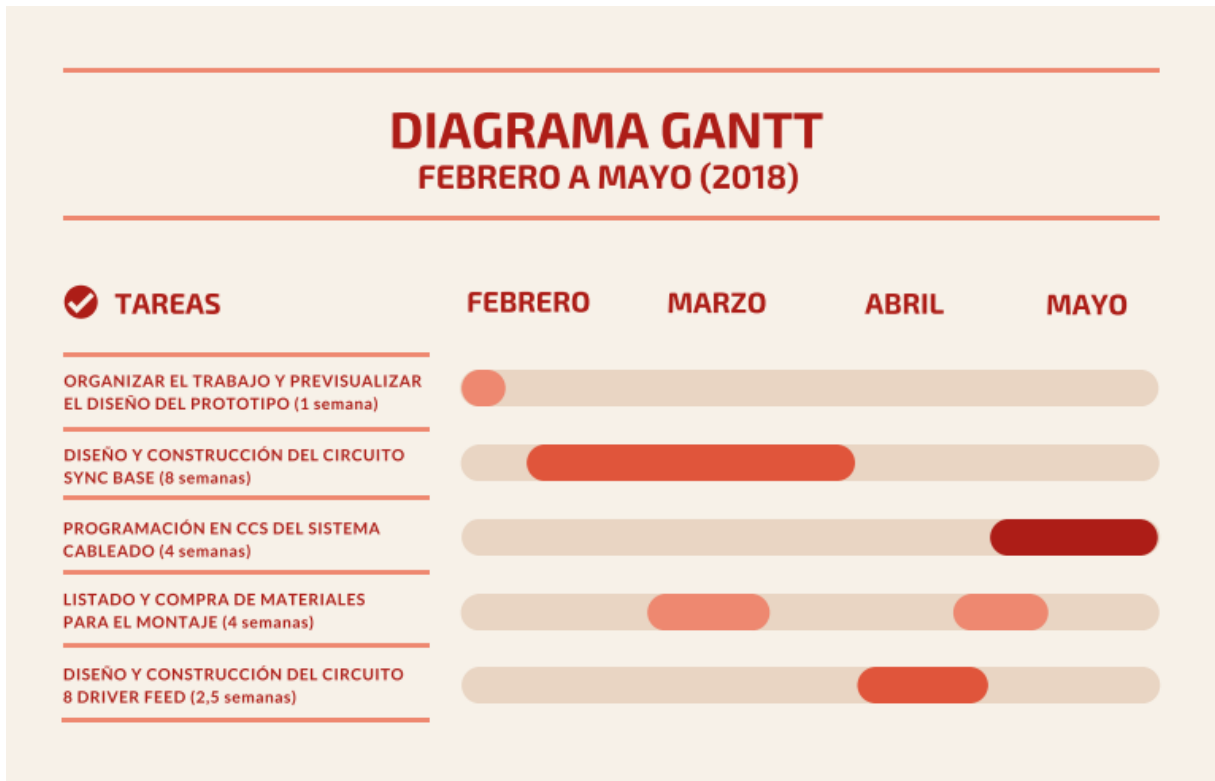 DIAGRAMA GANTT
FEBRERO A MAYO (2018)
TAREAS
FEBRERO
MARZO
ABRIL
MAYO
ORGANIZAR EL TRABAJO Y PREVISUALIZAR
EL DISEÑO DEL PROTOTIPO (1 semana)
DISEÑO Y CONSTRUCCIÓN DEL CIRCUITO
SYNC BASE (8 semanas)
PROGRAMACIÓN EN CCS DEL SISTEMA
CABLEADO (4 semanas)
LISTADO Y COMPRA DE MATERIALES
PARA EL MONTAJE (4 semanas)
DISEÑO Y CONSTRUCCIÓN DEL CIRCUITO
8 DRIVER FEED (2,5 semanas)